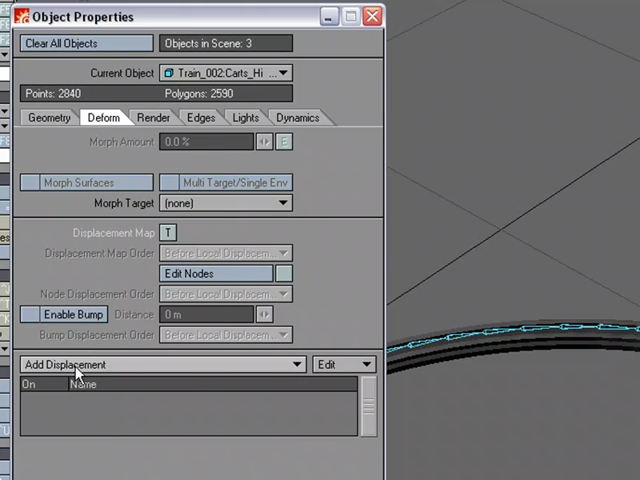 Object Properties
Clear All Objects Objects in Scene: 3
Current Object Train_002:Carts_Hi ...
Points: 2840 Polygons: 2590
Geometry Deform Render Edges Lights Dynamics
Morph Amount 0.0 % E
Morph Surfaces Multi Target/Single Env
Morph Target (none)
Displacement Map T
Displacement Map Order Before Local Displacem...
Edit Nodes
Node Displacement Order Before Local Displacem...
Enable Bump Distance 0 m
Bump Displacement Order Before Local Displacem...
Add Displacement Edit
On Name